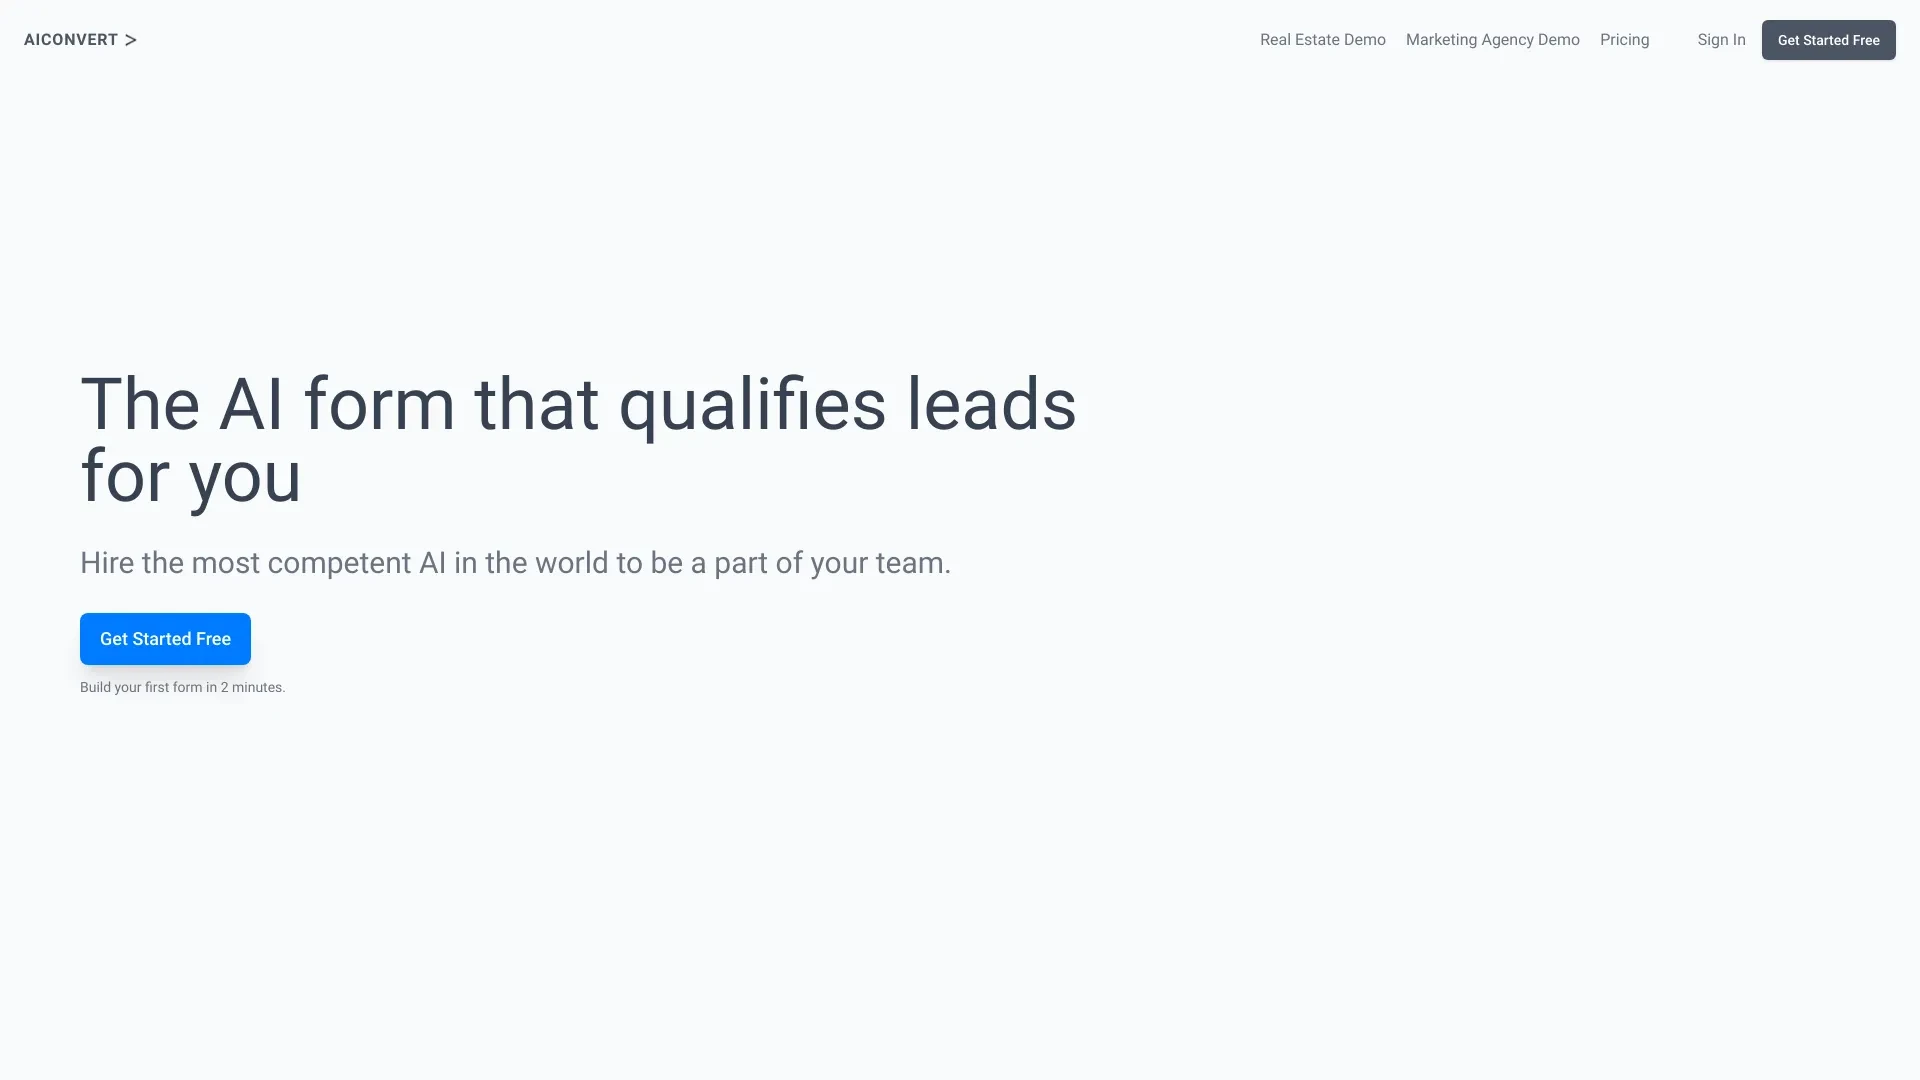 AICONVERT >
Real Estate Demo
Marketing Agency Demo
Pricing
Sign In
Get Started Free
The AI form that qualifies leads
for you
Hire the most competent AI in the world to be a part of your team.
Get Started Free
Build your first form in 2 minutes.